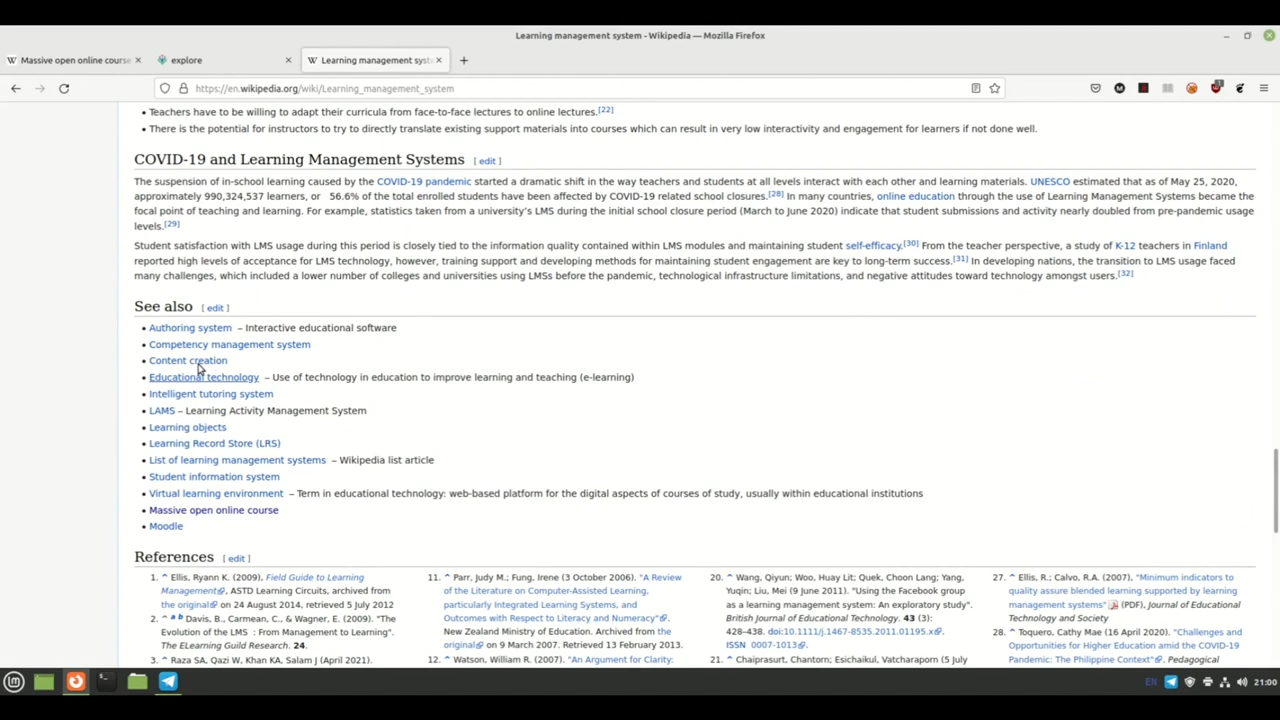 Learning management system - Wikipedia — Mozilla Firefox
Massive open online course
explore
Learning management syst
https://en.wikipedia.org/wiki/Learning_management_system
• Teachers have to be willing to adapt their curricula from face-to-face lectures to online lectures.[22]
• There is the potential for instructors to try to directly translate existing support materials into courses which can result in very low interactivity and engagement for learners if not done well.
COVID-19 and Learning Management Systems [ edit ]
The suspension of in-school learning caused by the COVID-19 pandemic started a dramatic shift in the way teachers and students at all levels interact with each other and learning materials. UNESCO estimated that as of May 25, 2020,
approximately 990,324,537 learners, or 56.6% of the total enrolled students have been affected by COVID-19 related school closures.[28] In many countries, online education through the use of Learning Management Systems became the
focal point of teaching and learning. For example, statistics taken from a university's LMS during the initial school closure period (March to June 2020) indicate that student submissions and activity nearly doubled from pre-pandemic usage
levels.[29]
Student satisfaction with LMS usage during this period is closely tied to the information quality contained within LMS modules and maintaining student self-efficacy.[30] From the teacher perspective, a study of K-12 teachers in Finland
reported high levels of acceptance for LMS technology, however, training support and developing methods for maintaining student engagement are key to long-term success.[31] In developing nations, the transition to LMS usage faced
many challenges, which included a lower number of colleges and universities using LMSs before the pandemic, technological infrastructure limitations, and negative attitudes toward technology amongst users.[32]
See also [ edit ]
• Authoring system – Interactive educational software
• Competency management system
• Content creation
• Educational technology – Use of technology in education to improve learning and teaching (e-learning)
• Intelligent tutoring system
• LAMS – Learning Activity Management System
• Learning objects
• Learning Record Store (LRS)
• List of learning management systems – Wikipedia list article
• Student information system
• Virtual learning environment – Term in educational technology: web-based platform for the digital aspects of courses of study, usually within educational institutions
• Massive open online course
• Moodle
References [ edit ]
1. ^ Ellis, Ryann K. (2009), Field Guide to Learning
Management, ASTD Learning Circuits, archived from
the original on 24 August 2014, retrieved 5 July 2012
2. ^ a b Davis, B., Carmean, C., & Wagner, E. (2009). "The
Evolution of the LMS : From Management to Learning".
The ELearning Guild Research. 24.
3. ^ Raza SA, Qazi W, Khan KA, Salam J (April 2021).
11. ^ Parr, Judy M.; Fung, Irene (3 October 2006). "A Review
of the Literature on Computer-Assisted Learning,
particularly Integrated Learning Systems, and
Outcomes with Respect to Literacy and Numeracy".
New Zealand Ministry of Education. Archived from the
original on 9 March 2007. Retrieved 13 February 2013.
12. ^ Watson, William R. (2007). "An Argument for Clarity:
20. ^ Wang, Qiyun; Woo, Huay Lit; Quek, Choon Lang; Yang,
Yuqin; Liu, Mei (9 June 2011). "Using the Facebook group
as a learning management system: An exploratory study".
British Journal of Educational Technology. 43 (3):
428–438. doi:10.1111/j.1467-8535.2011.01195.x.
ISSN 0007-1013.
21. ^ Chaiprasurt, Chantorn; Esichaikul, Vatcharaporn (5 July
27. ^ Ellis, R.; Calvo, R.A. (2007), "Minimum indicators to
quality assure blended learning supported by learning
management systems" (PDF), Journal of Educational
Technology and Society
28. ^ Toquero, Cathy Mae (16 April 2020). "Challenges and
Opportunities for Higher Education amid the COVID-19
Pandemic: The Philippine Context". Pedagogical
EN
21:00